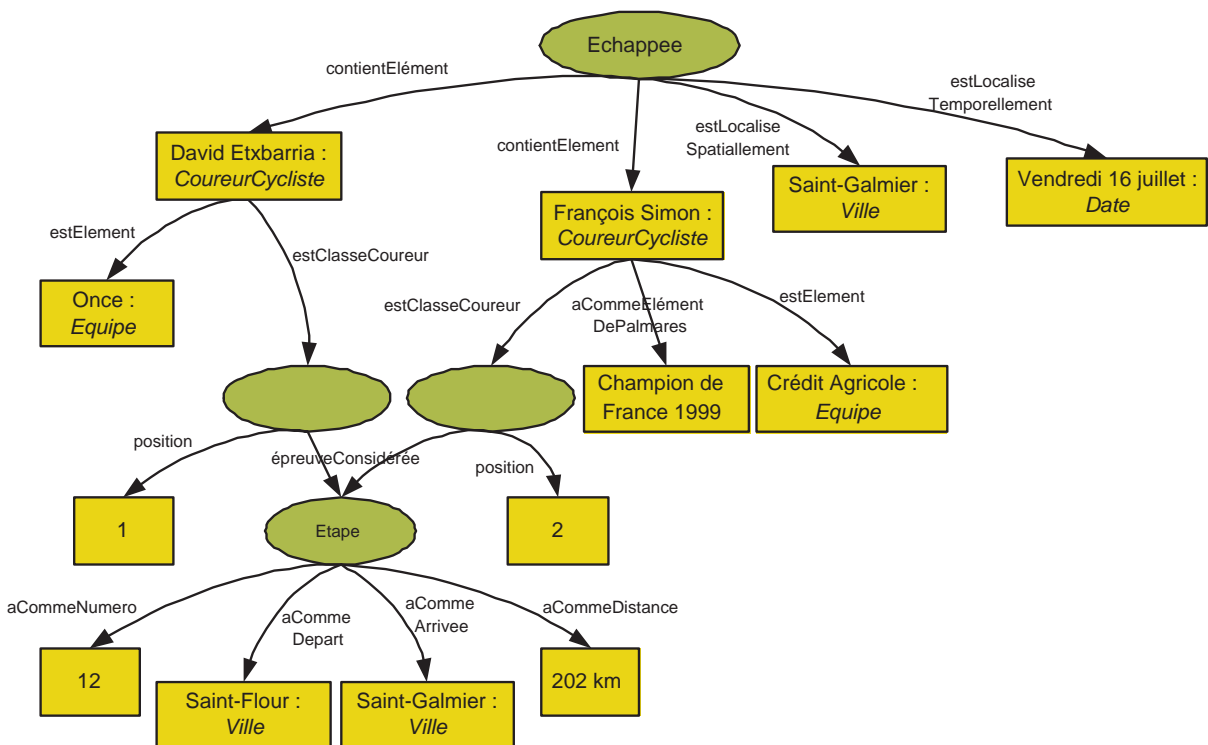 Echappee
contientElément
estLocalise
Temporellement
estLocalise
Spatiallement
contientElement
David Etxbarria :
CoureurCycliste
Saint-Galmier :
Ville
Vendredi 16 juillet :
Date
François Simon :
CoureurCycliste
estElement
estClasseCoureur
Once :
Equipe
estClasseCoureur
aCommeElément
DePalmares
estElement
Champion de
France 1999
Crédit Agricole :
Equipe
position
épreuveConsidérée
position
1
Etape
2
aCommeNumero
aComme
Depart
aComme
Arrivee
aCommeDistance
12
Saint-Flour :
Ville
Saint-Galmier :
Ville
202 km